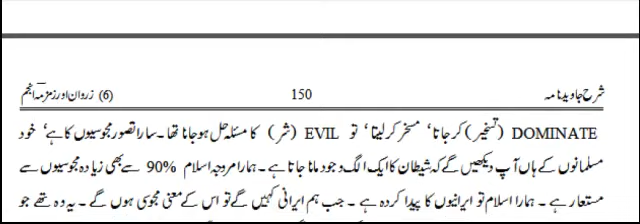 شرح جاوید نامہ 150 (6) زروان اور زمزمۂ انجم
DOMINATE (تسخیر) کر جاتا ' مسخر کر لیتا ' تو EVIL (شر) کا مسئلہ حل ہو جاتا تھا۔ سارا تصور مجوسیوں کا ہے' خود
مسلمانوں کے ہاں آپ دیکھیں گے کہ شیطان کا ایک الگ وجود مانا جاتا ہے۔ ہمارا مروجہ اسلام 90% سے بھی زیادہ مجوسیوں سے
مستعار ہے۔ ہمارا اسلام تو ایرانیوں کا پیدا کردہ ہے۔ جب ہم ایرانی کہیں گے تو اس کے معنی مجوسی ہوں گے۔ یہ وہ تھے جو